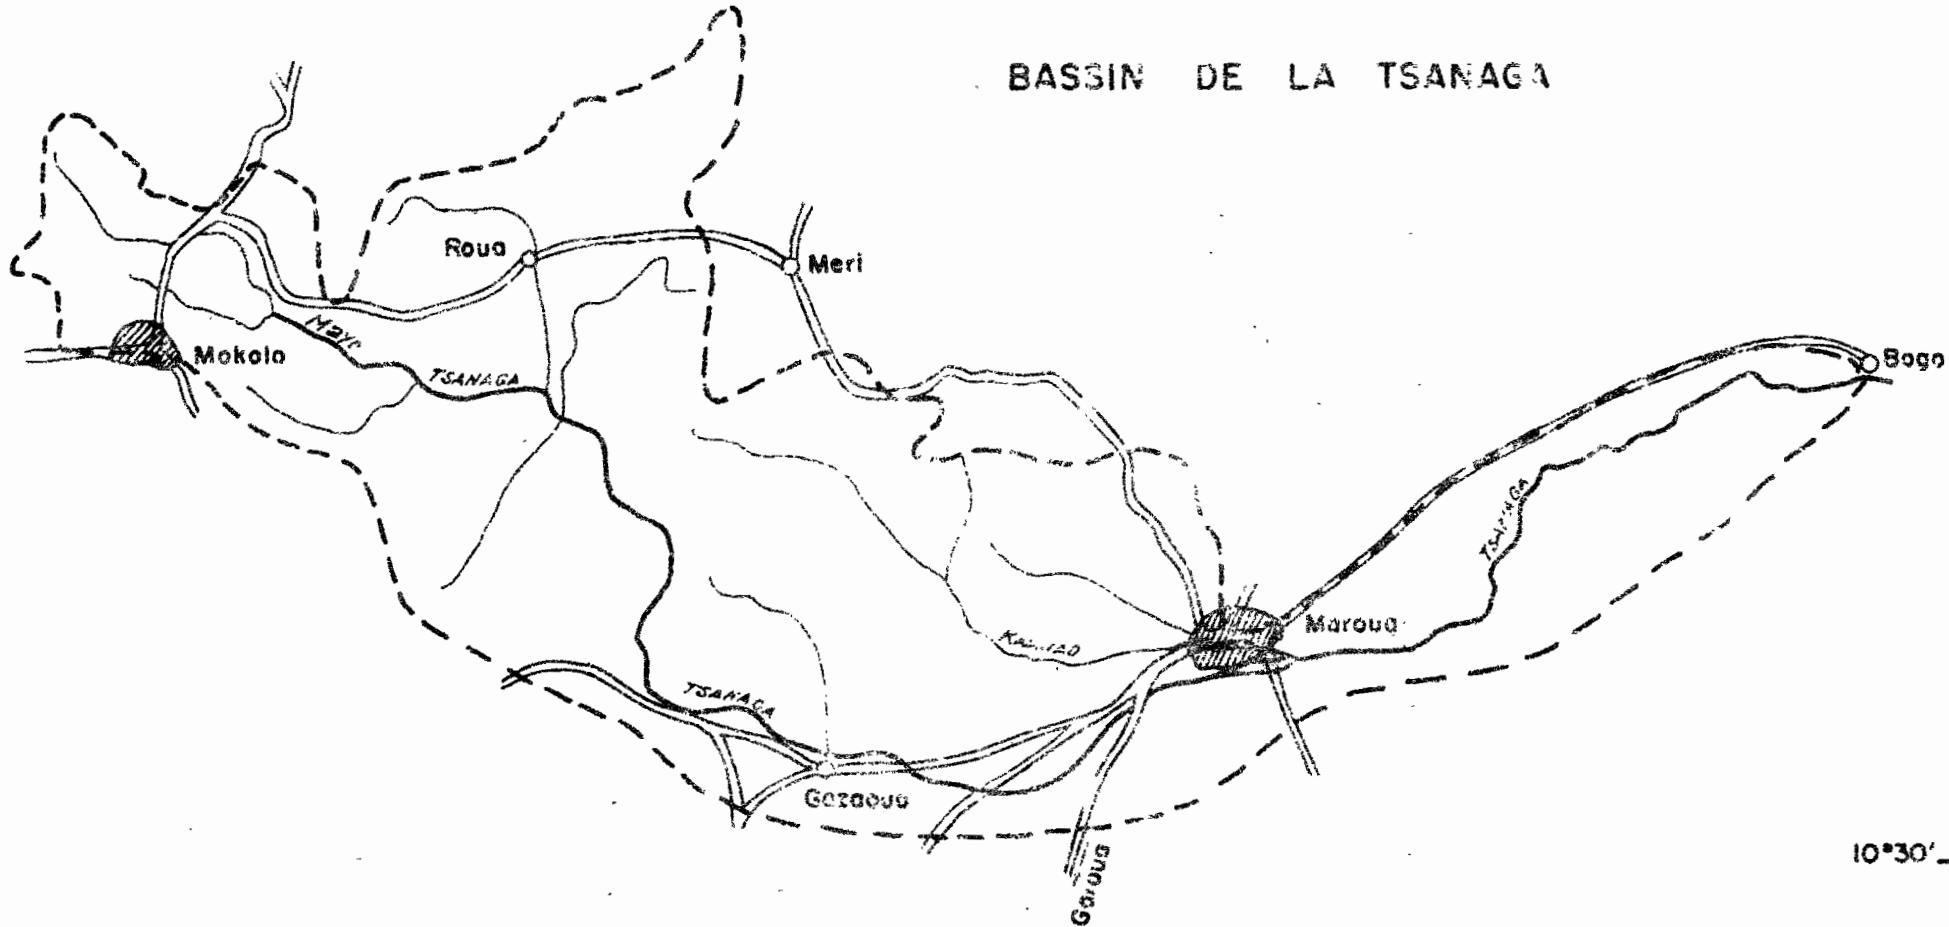 BASSIN DE LA TSANAGA
Roua
Meri
Mayo
Mokolo
TSANAGA
Bogo
TSANAGA
Maroua
TSANAGA
Gazaoua
10°30'
Garoua